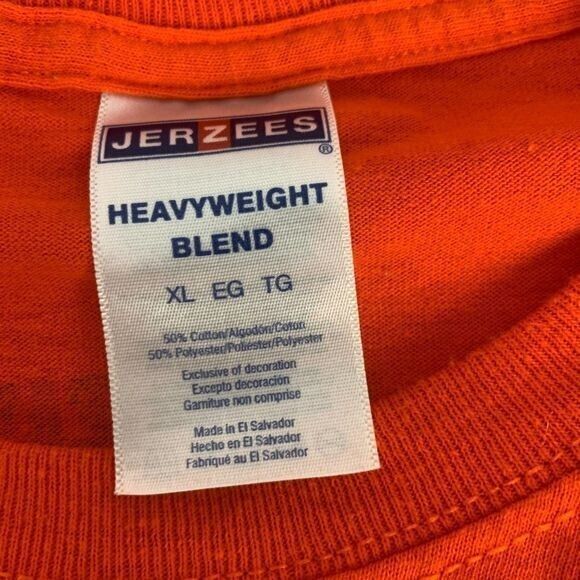 JERZEES®
HEAVYWEIGHT
BLEND
XL EG TG
50% Cotton/Algodón/Coton
50% Polyester/Poliester/Polyester
Exclusive of decoration
Excepto decoración
Garniture non comprise
Made in El Salvador
Hecho en El Salvador
Fabriqué au El Salvador